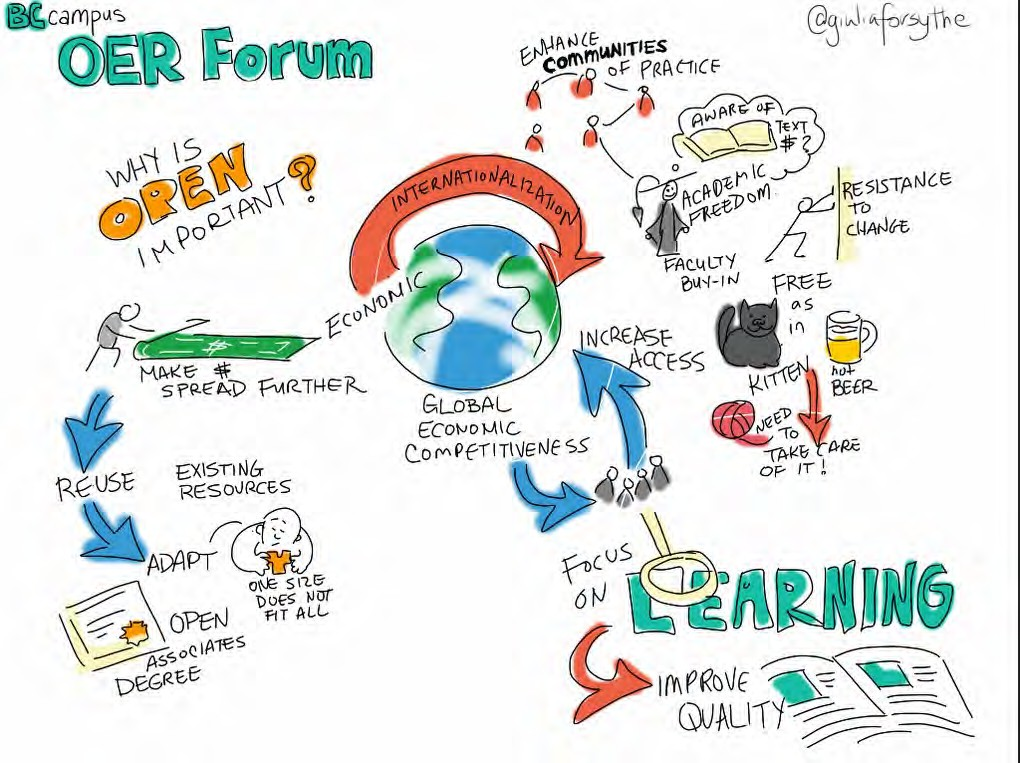 BCcampus
OER Forum
@giuliaforsythe
WHY IS
OPEN
IMPORTANT?
ENHANCE
COMMUNITIES
OF PRACTICE
AWARE OF
TEXT
$?
ACADEMIC
FREEDOM
FACULTY
BUY-IN
RESISTANCE
TO
CHANGE
INTERNATIONALIZATION
ECONOMIC
$
MAKE $
SPREAD FURTHER
GLOBAL
ECONOMIC
COMPETITIVENESS
INCREASE
ACCESS
FREE
as
in
KITTEN
not
BEER
NEED
TO
TAKE CARE
OF IT!
REUSE
EXISTING
RESOURCES
ADAPT
ONE SIZE
DOES NOT
FIT ALL
OPEN
ASSOCIATES
DEGREE
FOCUS
ON
LEARNING
IMPROVE
QUALITY